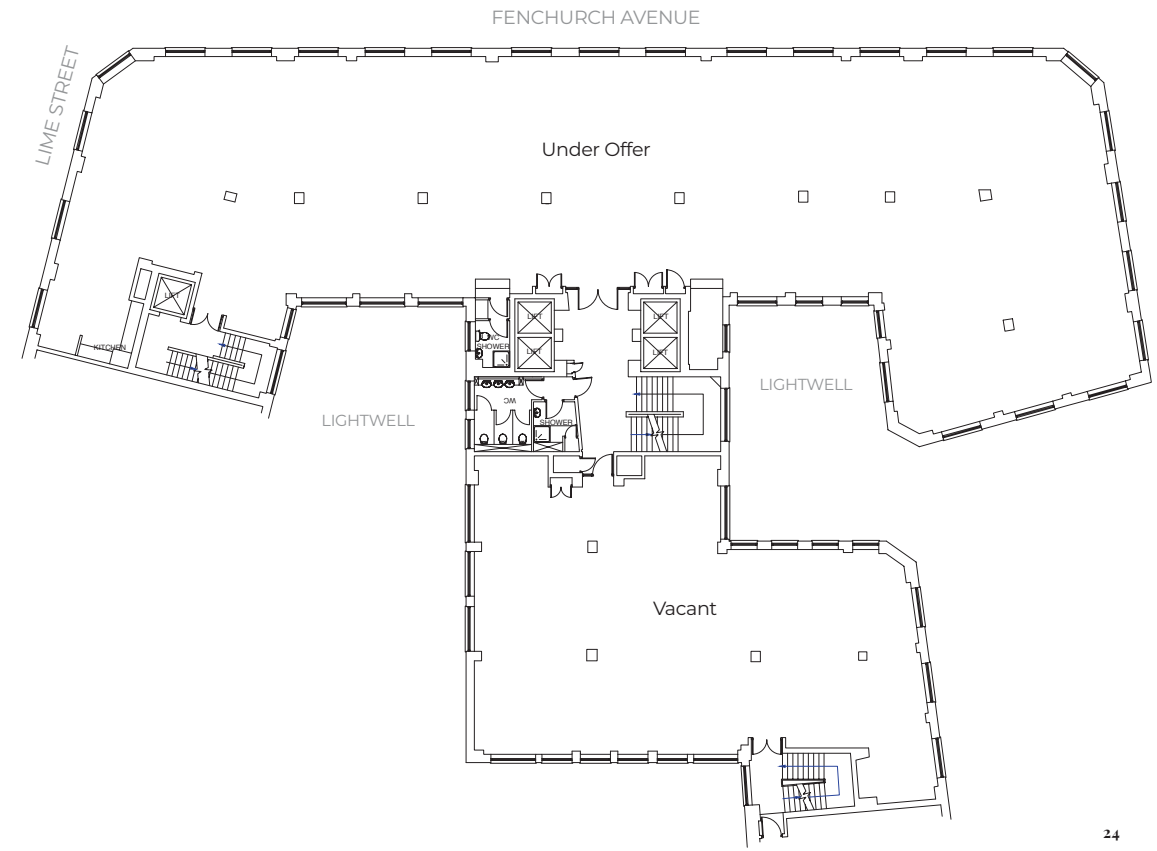 FENCHURCH AVENUE
LIME STREET
Under Offer
LIFT
LIFT
LIFT
LIFT
LIFT
KITCHEN
WC
SHOWER
LIGHTWELL
LIGHTWELL
WC
SHOWER
Vacant
24